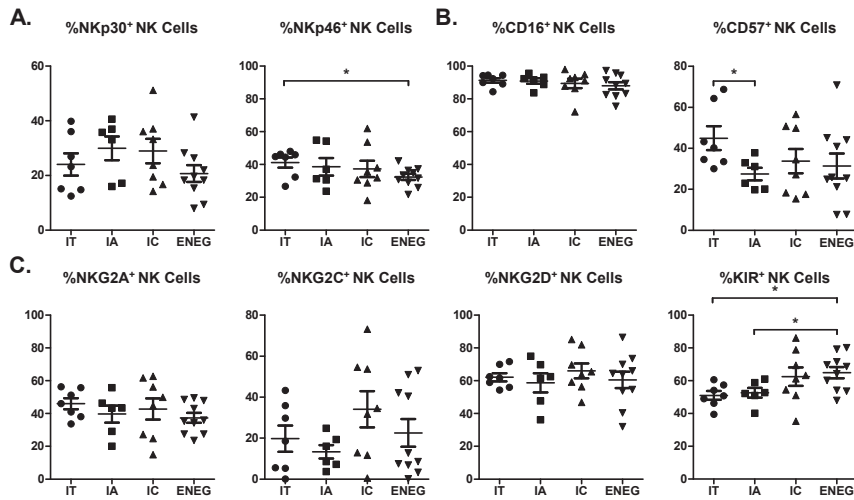 A.
%NKp30+ NK Cells
60
40
20
0
IT IA IC ENEG
%NKp46+ NK Cells
100
80
60
40
20
0
*
IT IA IC ENEG
B.
%CD16+ NK Cells
100
80
60
40
20
0
IT IA IC ENEG
%CD57+ NK Cells
80
60
40
20
0
*
IT IA IC ENEG
C.
%NKG2A+ NK Cells
100
80
60
40
20
0
IT IA IC ENEG
%NKG2C+ NK Cells
80
60
40
20
0
IT IA IC ENEG
%NKG2D+ NK Cells
100
80
60
40
20
0
IT IA IC ENEG
%KIR+ NK Cells
100
80
60
40
20
0
*
*
IT IA IC ENEG